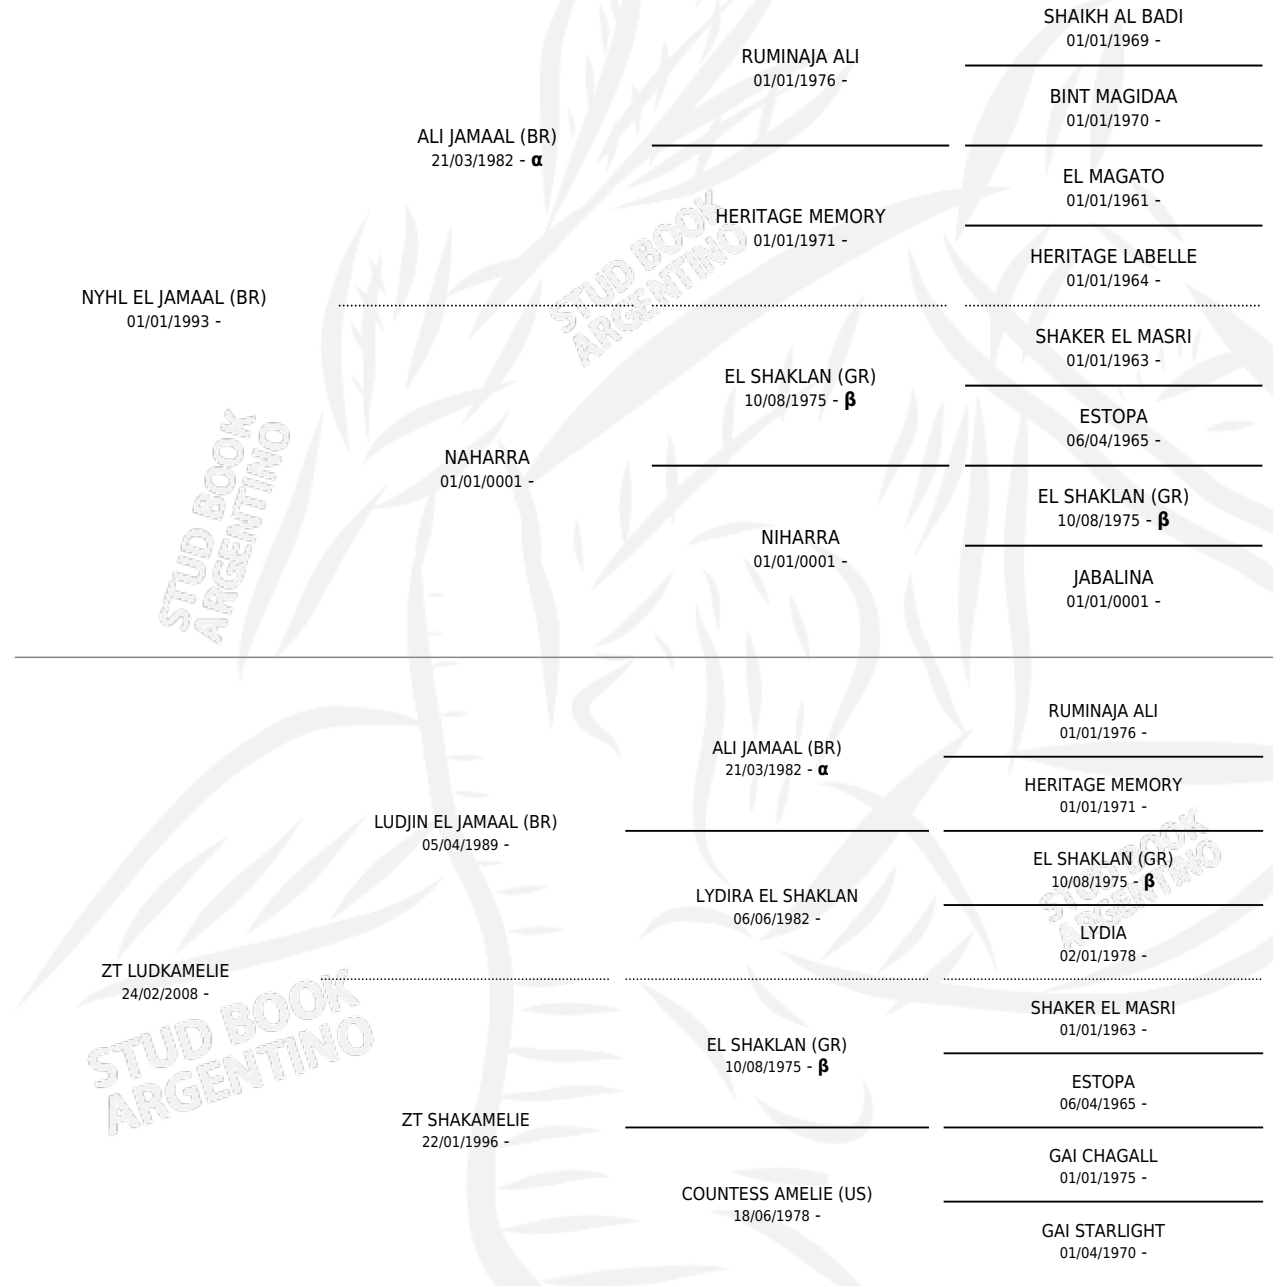 SHAIKH AL BADI
01/01/1969 -
RUMINAJA ALI
01/01/1976 -
BINT MAGIDAA
01/01/1970 -
ALI JAMAAL (BR)
21/03/1982 - α
EL MAGATO
01/01/1961 -
HERITAGE MEMORY
01/01/1971 -
HERITAGE LABELLE
01/01/1964 -
NYHL EL JAMAAL (BR)
01/01/1993 -
SHAKER EL MASRI
01/01/1963 -
EL SHAKLAN (GR)
10/08/1975 - β
ESTOPA
06/04/1965 -
NAHARRA
01/01/0001 -
EL SHAKLAN (GR)
10/08/1975 - β
NIHARRA
01/01/0001 -
JABALINA
01/01/0001 -
STUD BOOK
ARGENTINO
STUD BOOK
ARGENTINO
RUMINAJA ALI
01/01/1976 -
ALI JAMAAL (BR)
21/03/1982 - α
HERITAGE MEMORY
01/01/1971 -
LUDJIN EL JAMAAL (BR)
05/04/1989 -
EL SHAKLAN (GR)
10/08/1975 - β
LYDIRA EL SHAKLAN
06/06/1982 -
LYDIA
02/01/1978 -
ZT LUDKAMELIE
24/02/2008 -
SHAKER EL MASRI
01/01/1963 -
EL SHAKLAN (GR)
10/08/1975 - β
ESTOPA
06/04/1965 -
ZT SHAKAMELIE
22/01/1996 -
GAI CHAGALL
01/01/1975 -
COUNTESS AMELIE (US)
18/06/1978 -
GAI STARLIGHT
01/04/1970 -
STUD BOOK
ARGENTINO
STUD BOOK
ARGENTINO